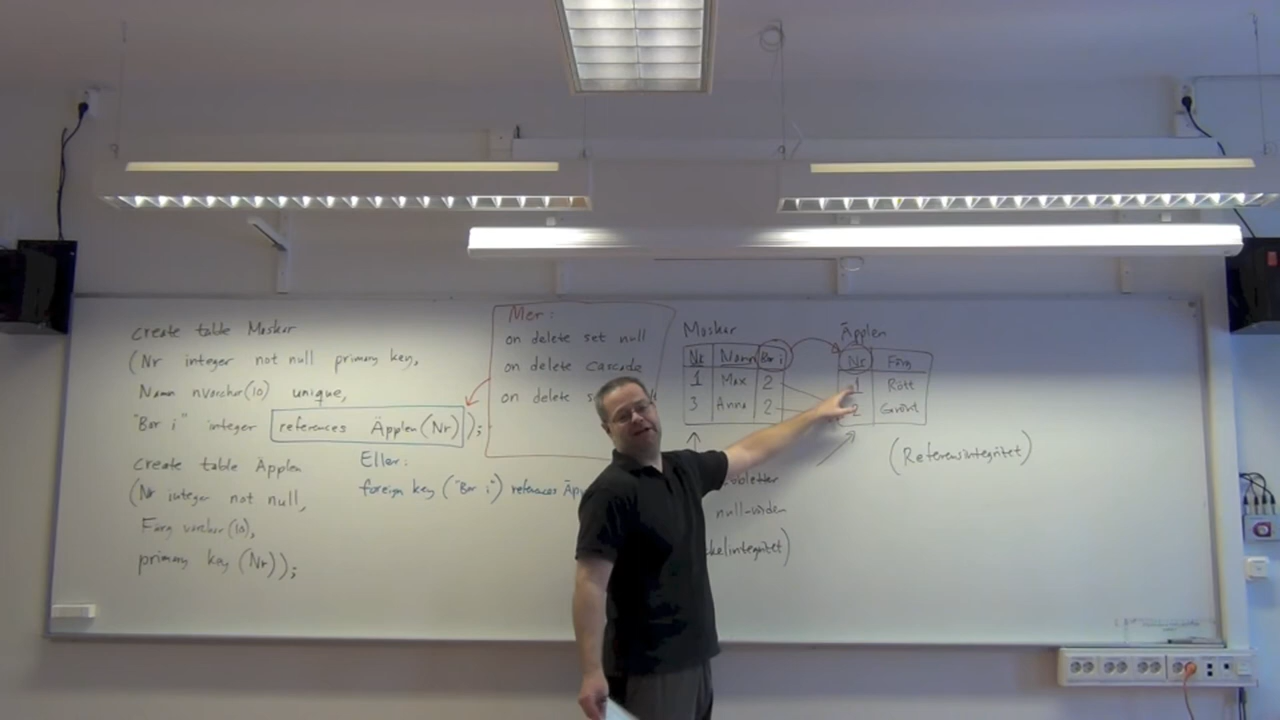 create table Maskar
(Nr integer not null primary key,
Namn nvarchar(10) unique,
"Bor i" integer references Äpplen(Nr));
create table Äpplen
(Nr integer not null,
Färg varchar(10),
primary key (Nr));
Eller:
foreign key ("Bor i") references
Mer:
on delete set null
on delete cascade
on delete
Maskar
Nr Namn Bor i
1 Max 2
3 Anna 2
Äpplen
Nr Färg
1 Rött
2 Grönt
(Referensintegritet)
null-värden